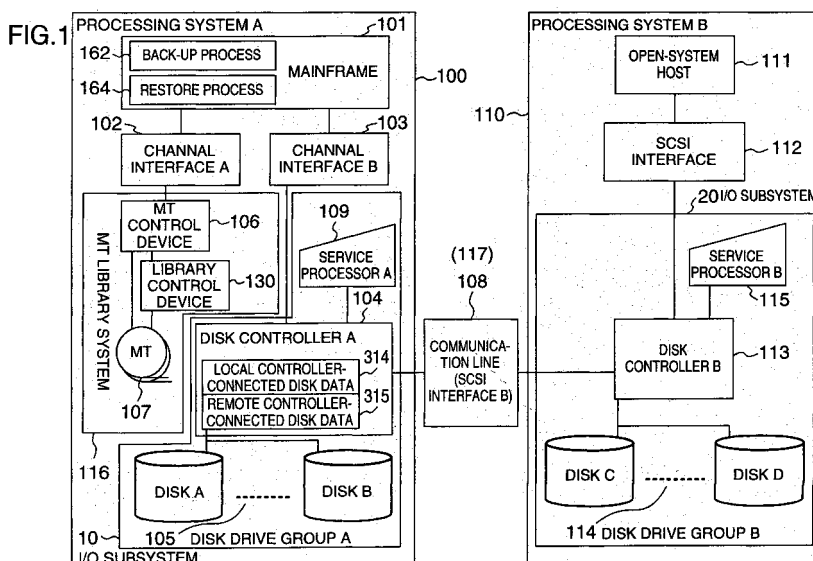 FIG.1
PROCESSING SYSTEM A
101
162
BACK-UP PROCESS
MAINFRAME
164
RESTORE PROCESS
100
102
103
CHANNEL
INTERFACE A
CHANNEL
INTERFACE B
MT LIBRARY SYSTEM
MT
CONTROL
DEVICE
106
LIBRARY
CONTROL
DEVICE
130
MT
107
116
109
SERVICE
PROCESSOR A
104
DISK CONTROLLER A
LOCAL CONTROLLER-
CONNECTED DISK DATA
314
REMOTE CONTROLLER-
CONNECTED DISK DATA
315
DISK A
DISK B
105
10
DISK DRIVE GROUP A
I/O SUBSYSTEM
(117)
108
COMMUNICA-
TION LINE
(SCSI
INTERFACE B)
PROCESSING SYSTEM B
OPEN-SYSTEM
HOST
111
110
SCSI
INTERFACE
112
20
I/O SUBSYSTEM
SERVICE
PROCESSOR B
115
DISK
CONTROLLER B
113
DISK C
DISK D
114
DISK DRIVE GROUP B